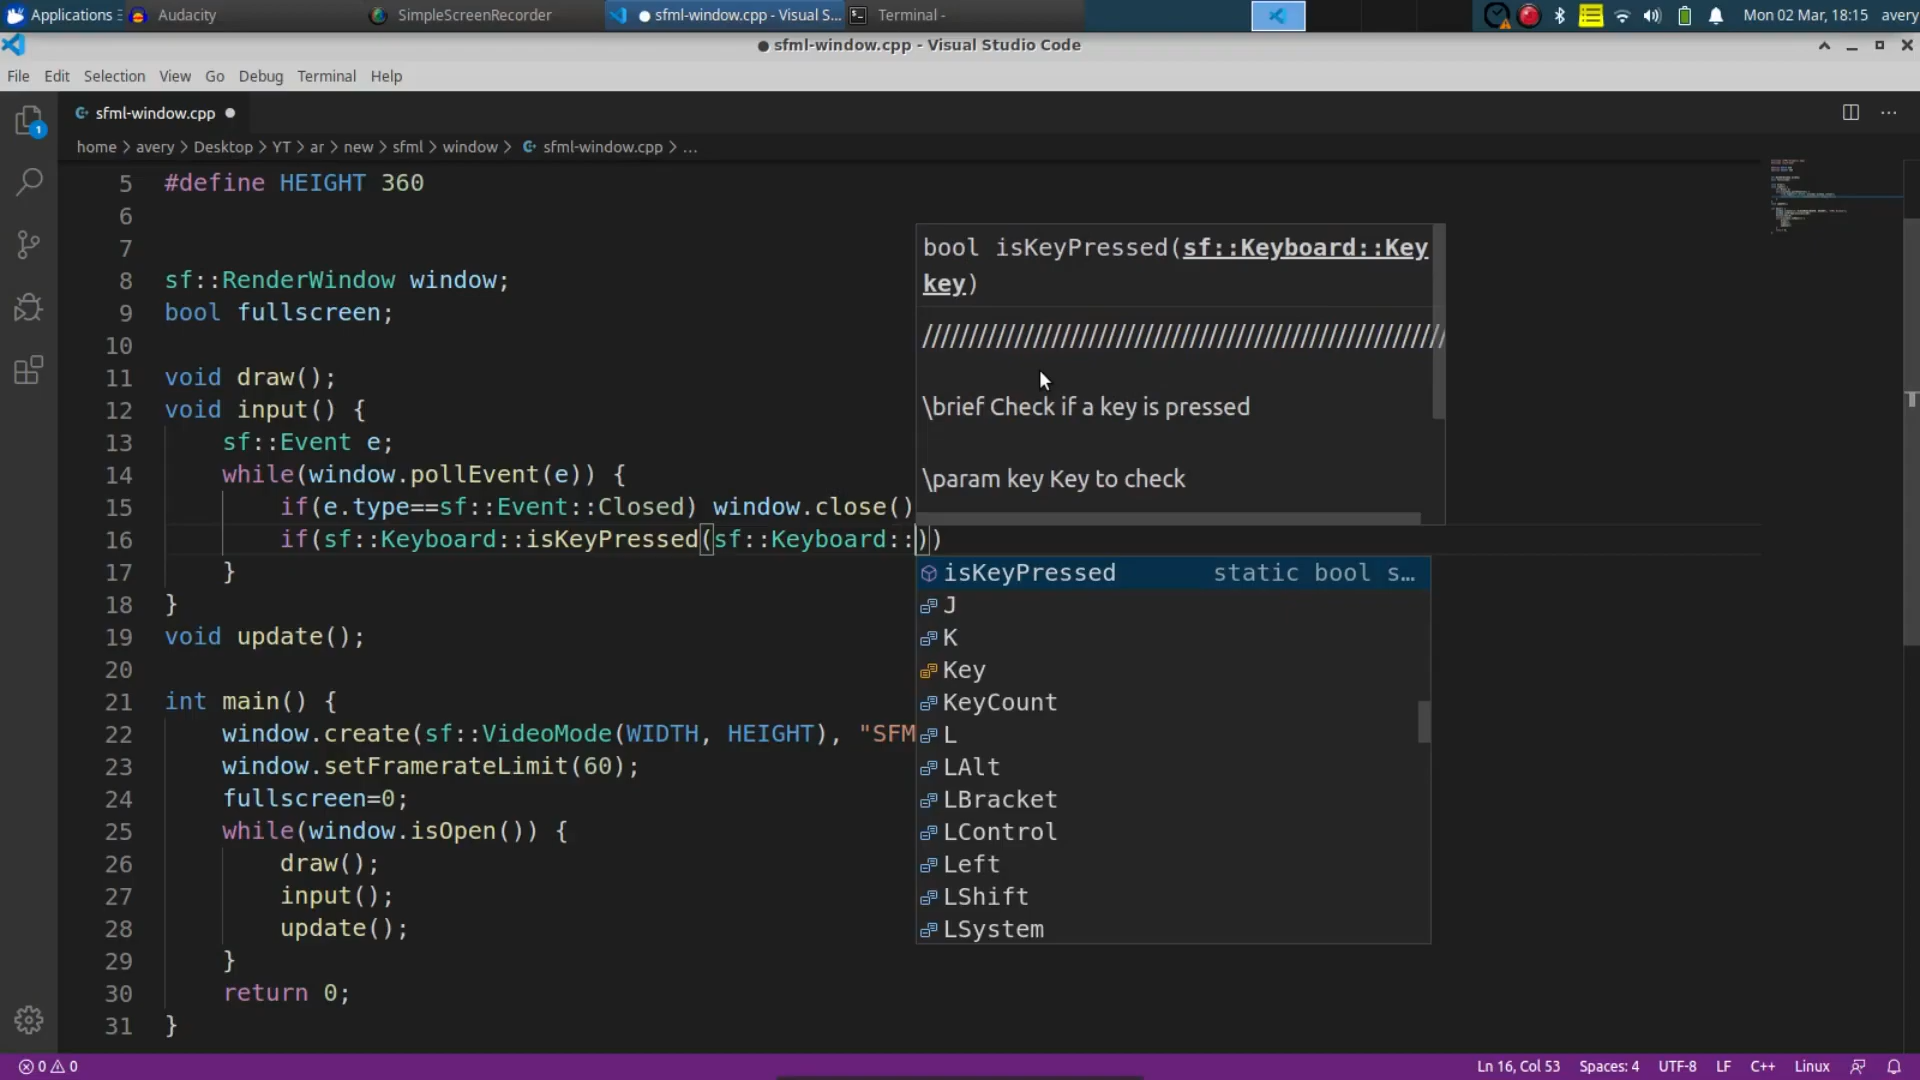 Applications
Audacity
SimpleScreenRecorder
● sfml-window.cpp - Visual S...
Terminal -
Mon 02 Mar, 18:15
avery
● sfml-window.cpp - Visual Studio Code
File Edit Selection View Go Debug Terminal Help
sfml-window.cpp ●
1
home > avery > Desktop > YT > ar > new > sfml > window > sfml-window.cpp > ...
5 #define HEIGHT 360
6
7
8 sf::RenderWindow window;
9 bool fullscreen;
10
11 void draw();
12 void input() {
13 sf::Event e;
14 while(window.pollEvent(e)) {
15 if(e.type==sf::Event::Closed) window.close()
16 if(sf::Keyboard::isKeyPressed(sf::Keyboard::))
17 }
18 }
19 void update();
20
21 int main() {
22 window.create(sf::VideoMode(WIDTH, HEIGHT), "SFM
23 window.setFramerateLimit(60);
24 fullscreen=0;
25 while(window.isOpen()) {
26 draw();
27 input();
28 update();
29 }
30 return 0;
31 }
bool isKeyPressed(sf::Keyboard::Key
key)
\brief Check if a key is pressed
\param key Key to check
isKeyPressed static bool s...
J
K
Key
KeyCount
L
LAlt
LBracket
LControl
Left
LShift
LSystem
0 0
Ln 16, Col 53 Spaces: 4 UTF-8 LF C++ Linux